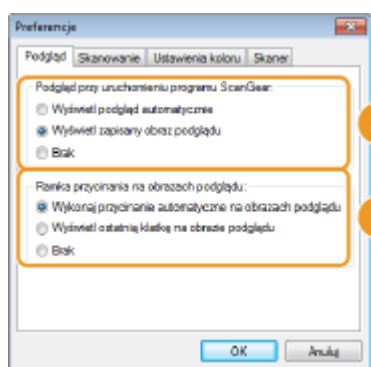 Preferencje
Podgląd Skanowanie Ustawienia koloru Skaner
Podgląd przy uruchomieniu programu ScanGear:
Wyświetl podgląd automatycznie
Wyświetl zapisany obraz podglądu
Brak
Ramka przycinania na obrazach podglądu:
Wykonaj przycinanie automatyczne na obrazach podglądu
Wyświetl ostatnią klatkę na obrazie podglądu
Brak
OK Anuluj